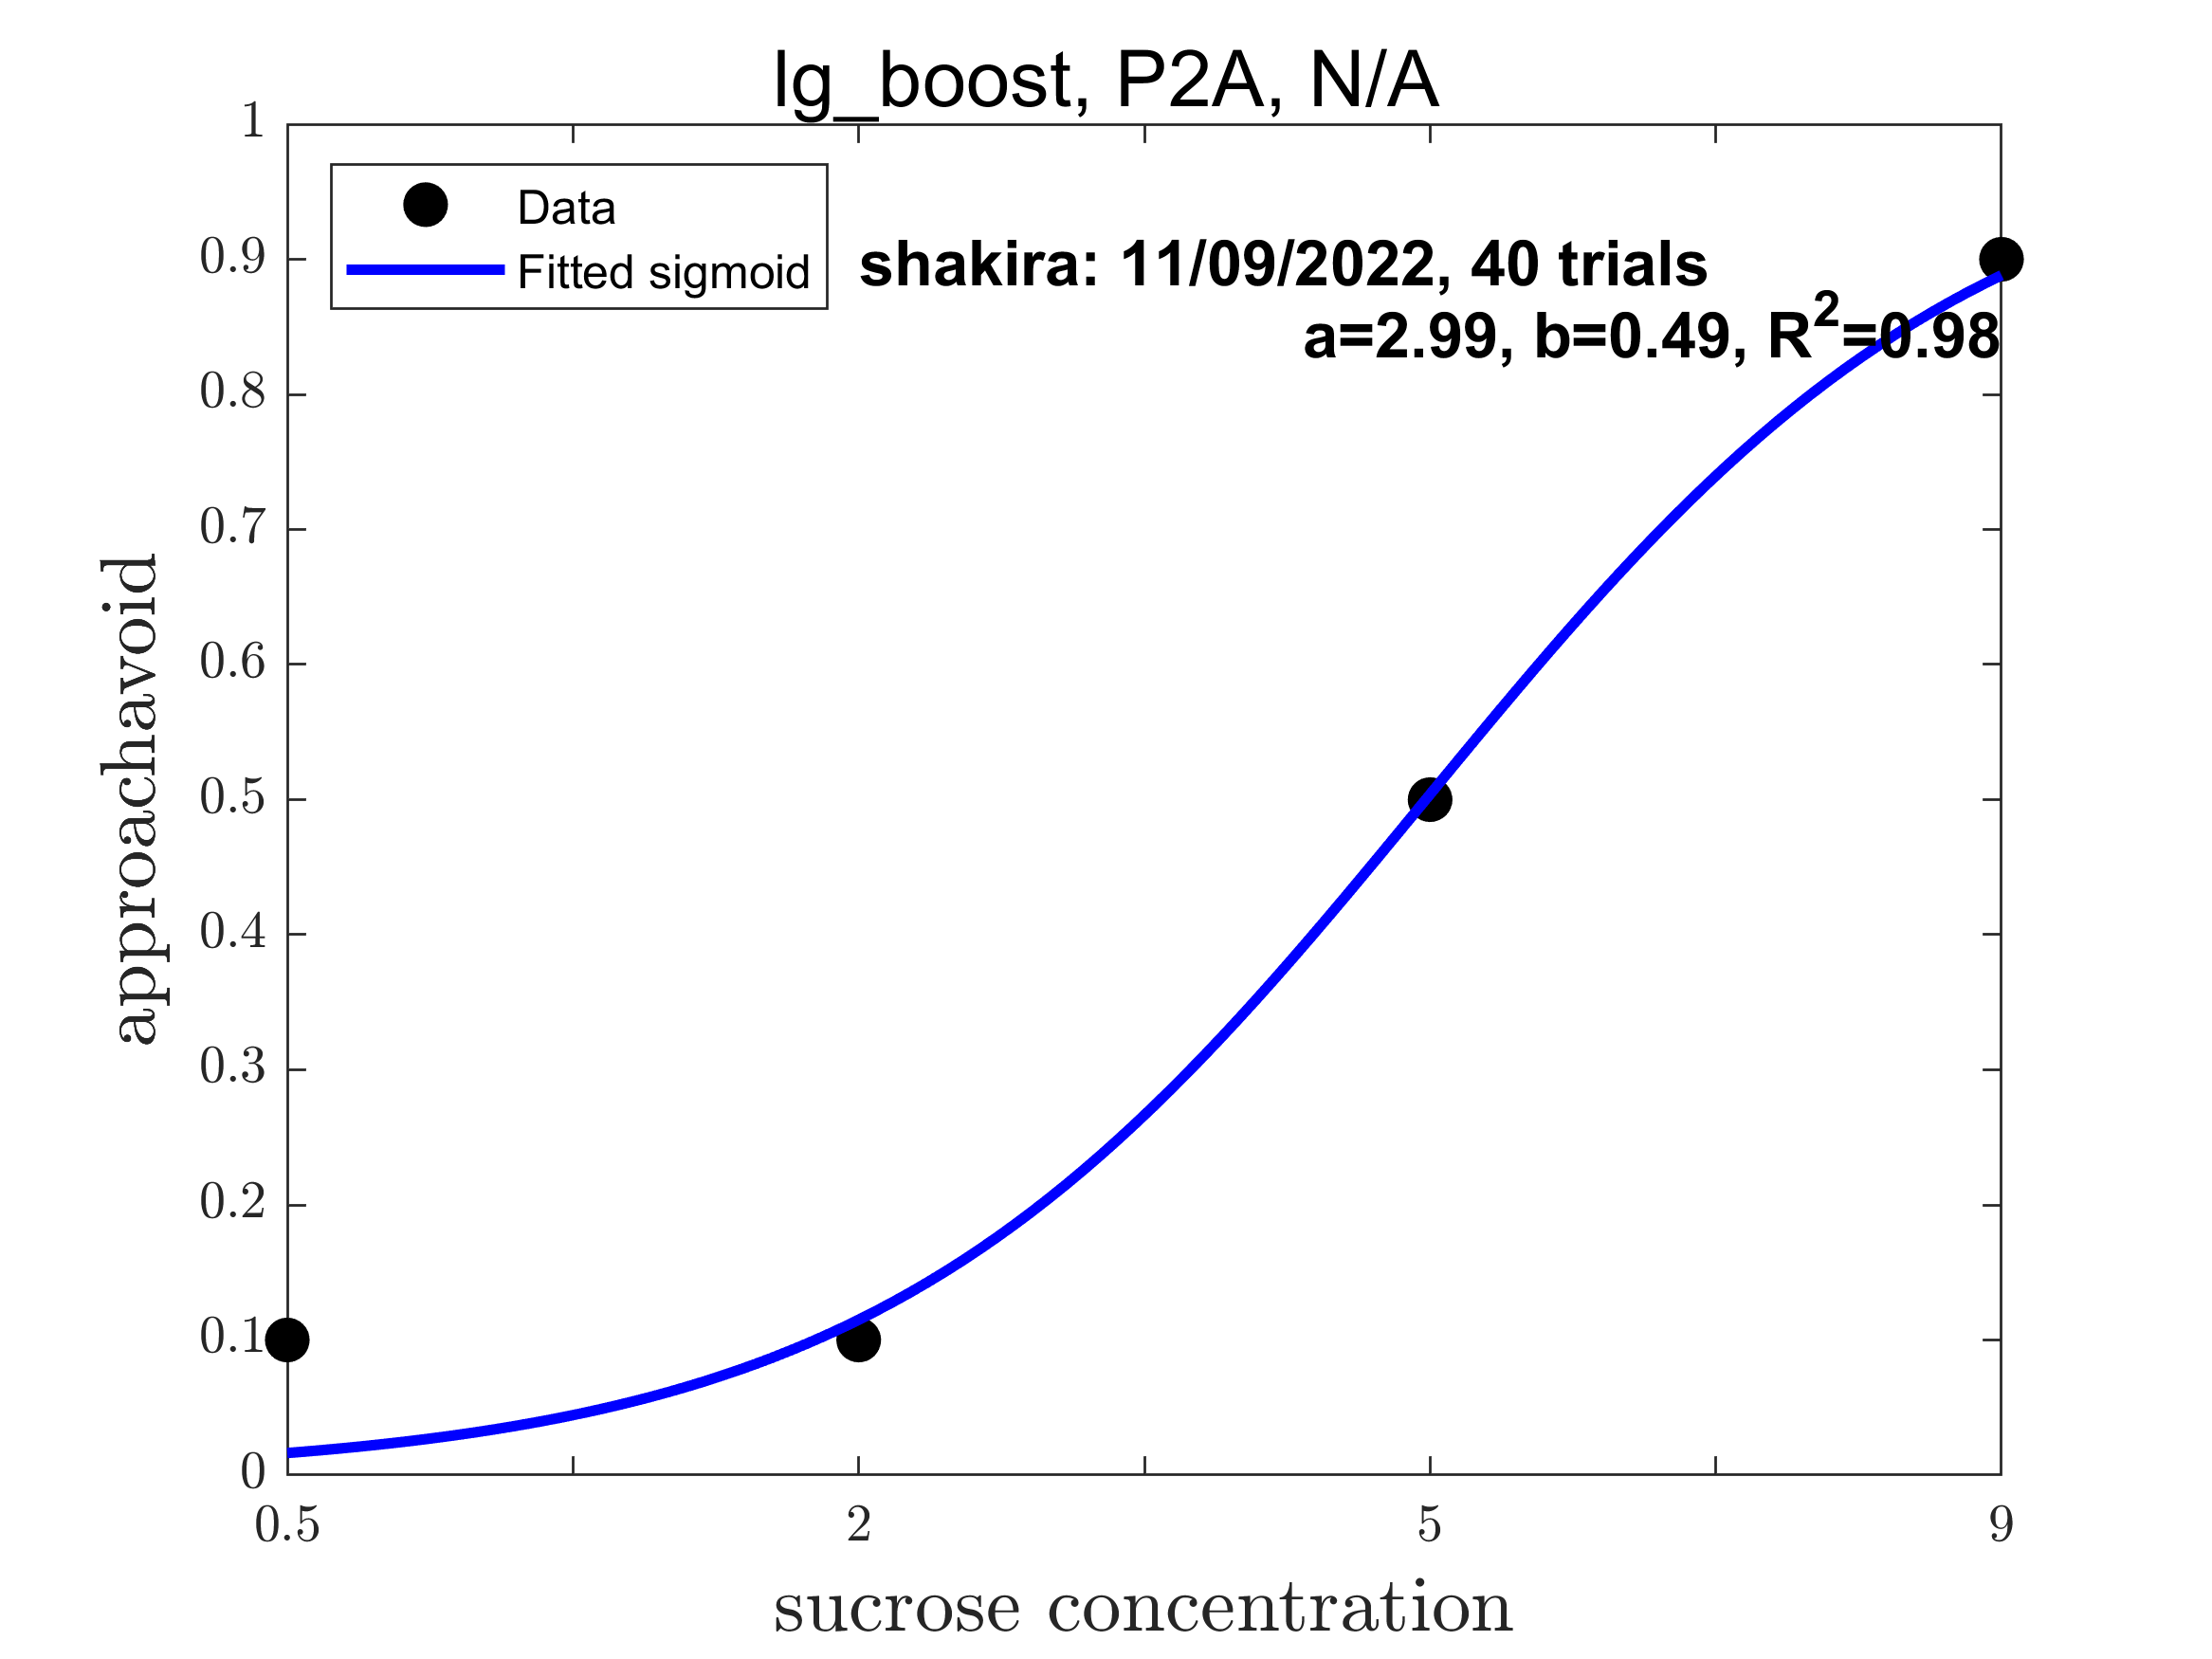 lg_boost, P2A, N/A
1
Data
Fitted sigmoid
shakira: 11/09/2022, 40 trials
a=2.99, b=0.49, R²=0.98
0.9
0.8
0.7
0.6
0.5
0.4
0.3
0.2
0.1
0
approachavoid
0.5 2 5 9
sucrose concentration